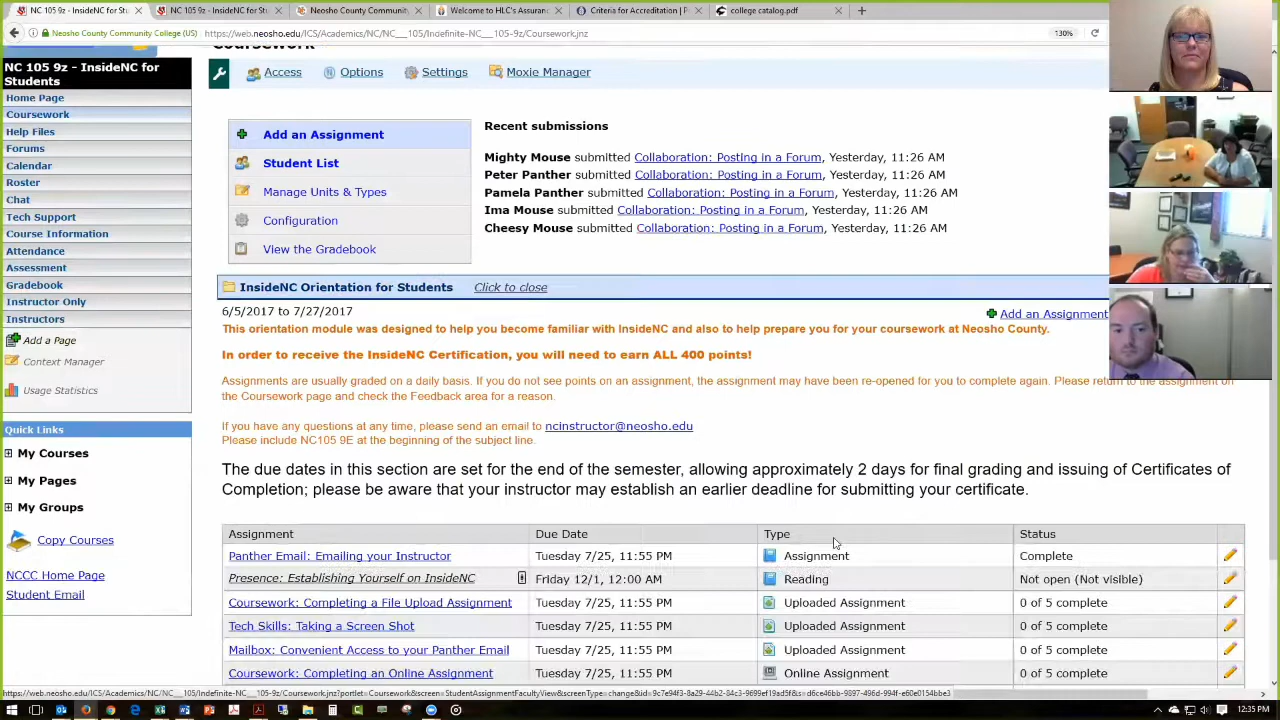 NC 105 9z - InsideNC for Stu
NC 105 9z - InsideNC for Stud
Neosho County Community
Welcome to HLC's Assuranc
Criteria for Accreditation | P
college catalog.pdf
Neosho County Community College (US)
https://web.neosho.edu/ICS/Academics/NC/NC__105/Indefinite-NC__105-9z/Coursework.jnz
130%
Coursework
NC 105 9z - InsideNC for Students
Home Page
Coursework
Help Files
Forums
Calendar
Roster
Chat
Tech Support
Course Information
Attendance
Assessment
Gradebook
Instructor Only
Instructors
Add a Page
Context Manager
Usage Statistics
Quick Links
My Courses
My Pages
My Groups
Copy Courses
NCCC Home Page
Student Email
Access Options Settings Moxie Manager
Add an Assignment
Student List
Manage Units & Types
Configuration
View the Gradebook
Recent submissions
Mighty Mouse submitted Collaboration: Posting in a Forum, Yesterday, 11:26 AM
Peter Panther submitted Collaboration: Posting in a Forum, Yesterday, 11:26 AM
Pamela Panther submitted Collaboration: Posting in a Forum, Yesterday, 11:26 AM
Ima Mouse submitted Collaboration: Posting in a Forum, Yesterday, 11:26 AM
Cheesy Mouse submitted Collaboration: Posting in a Forum, Yesterday, 11:26 AM
InsideNC Orientation for Students Click to close
6/5/2017 to 7/27/2017
Add an Assignment
This orientation module was designed to help you become familiar with InsideNC and also to help prepare you for your coursework at Neosho County.
In order to receive the InsideNC Certification, you will need to earn ALL 400 points!
Assignments are usually graded on a daily basis. If you do not see points on an assignment, the assignment may have been re-opened for you to complete again. Please return to the assignment on
the Coursework page and check the Feedback area for a reason.
If you have any questions at any time, please send an email to ncinstructor@neosho.edu
Please include NC105 9E at the beginning of the subject line.
The due dates in this section are set for the end of the semester, allowing approximately 2 days for final grading and issuing of Certificates of
Completion; please be aware that your instructor may establish an earlier deadline for submitting your certificate.
Assignment Due Date Type Status
Panther Email: Emailing your Instructor Tuesday 7/25, 11:55 PM Assignment Complete
Presence: Establishing Yourself on InsideNC Friday 12/1, 12:00 AM Reading Not open (Not visible)
Coursework: Completing a File Upload Assignment Tuesday 7/25, 11:55 PM Uploaded Assignment 0 of 5 complete
Tech Skills: Taking a Screen Shot Tuesday 7/25, 11:55 PM Uploaded Assignment 0 of 5 complete
Mailbox: Convenient Access to your Panther Email Tuesday 7/25, 11:55 PM Uploaded Assignment 0 of 5 complete
Coursework: Completing an Online Assignment Tuesday 7/25, 11:55 PM Online Assignment 0 of 5 complete
12:35 PM